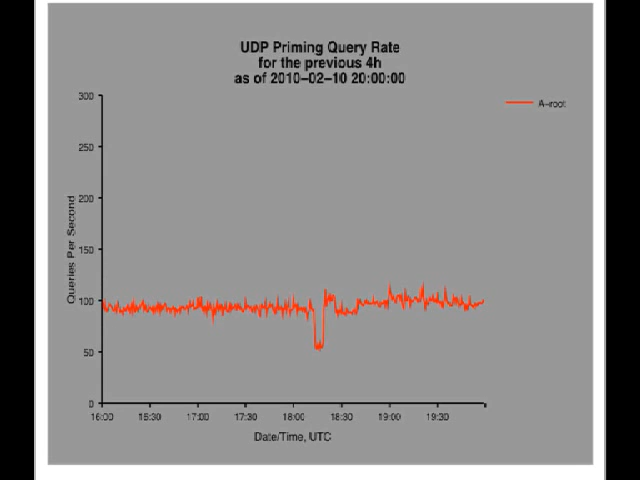 UDP Priming Query Rate
for the previous 4h
as of 2010-02-10 20:00:00
A-root
300
250
200
150
100
50
0
Queries Per Second
16:00 15:30 17:00 17:30 18:00 18:30 19:00 19:30
Date/Time, UTC